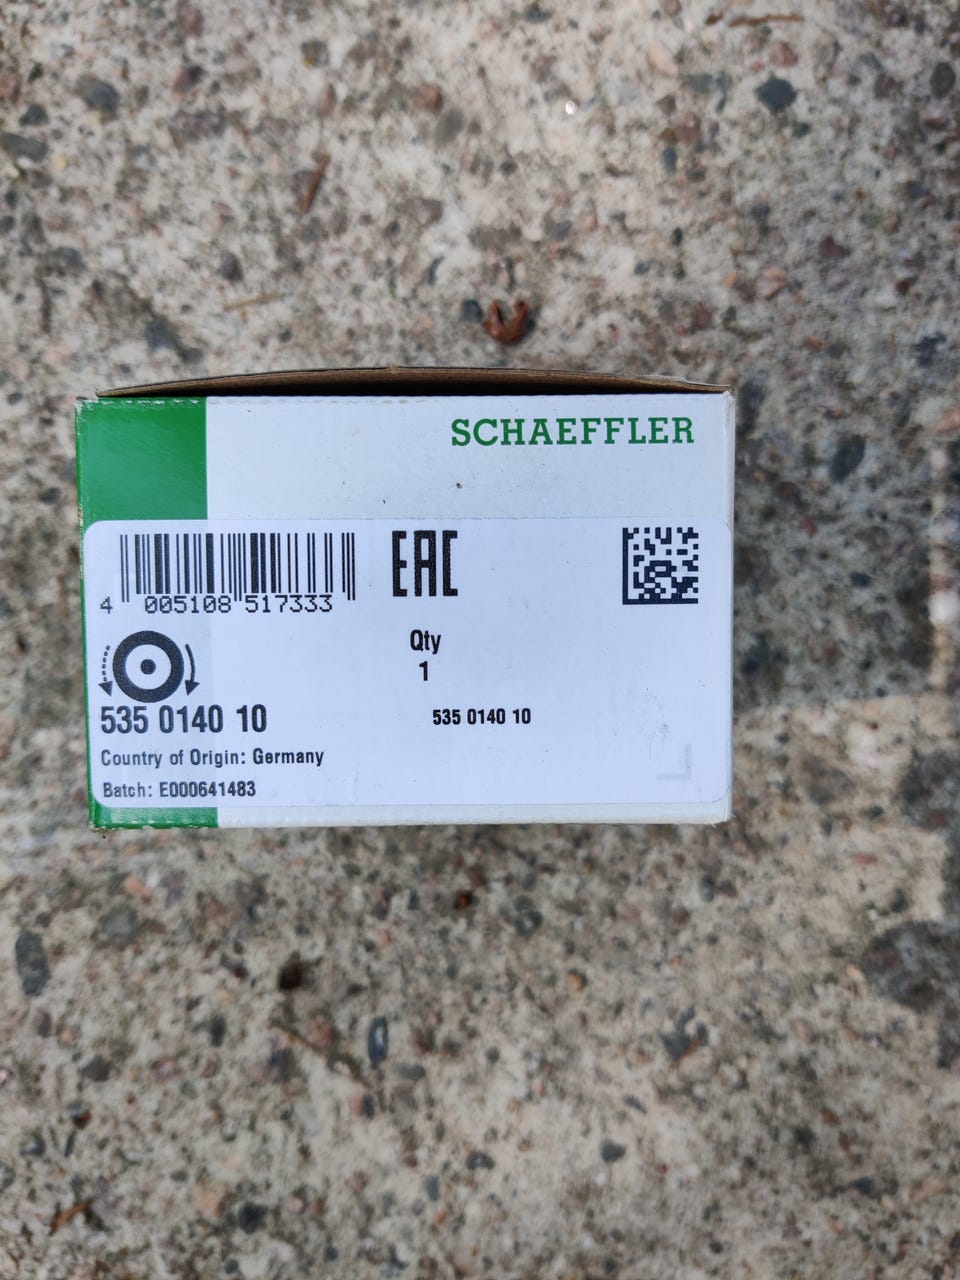 SCHAEFFLER
4 005108 517333
EAC
Qty
1
535 0140 10
535 0140 10
Country of Origin: Germany
Batch: E000641483